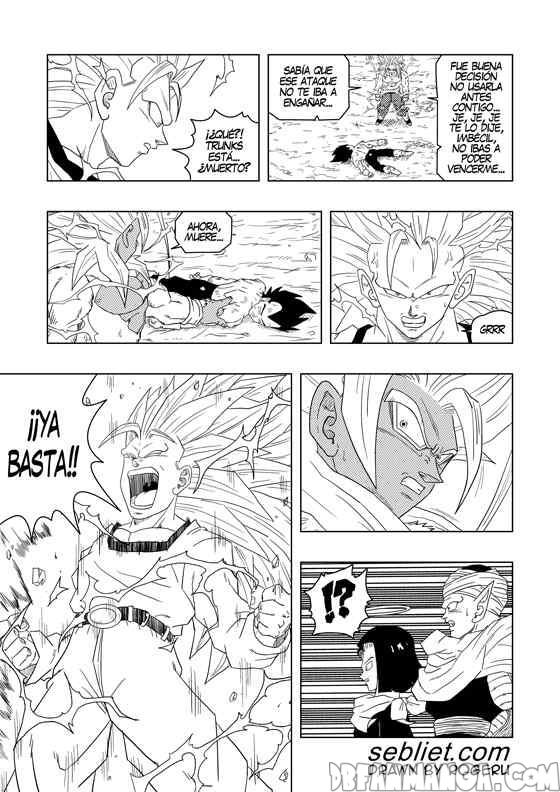 ¡¿QUÉ?!
TRUNKS
ESTÁ...
¿MUERTO?
SABÍA QUE
ESE ATAQUE
NO TE IBA A
ENGAÑAR...
FUE BUENA
DECISIÓN
NO USARLA
ANTES
CONTIGO...
JE, JE, JE
TE LO DIJE,
IMBÉCIL,
NO IBAS A
PODER
VENCERME...
AHORA,
MUERE...
GRRR
¡¡YA
BASTA!!
!?
sebliet.com
DRAWN BY ROGERU
DBFANMANGA.COM